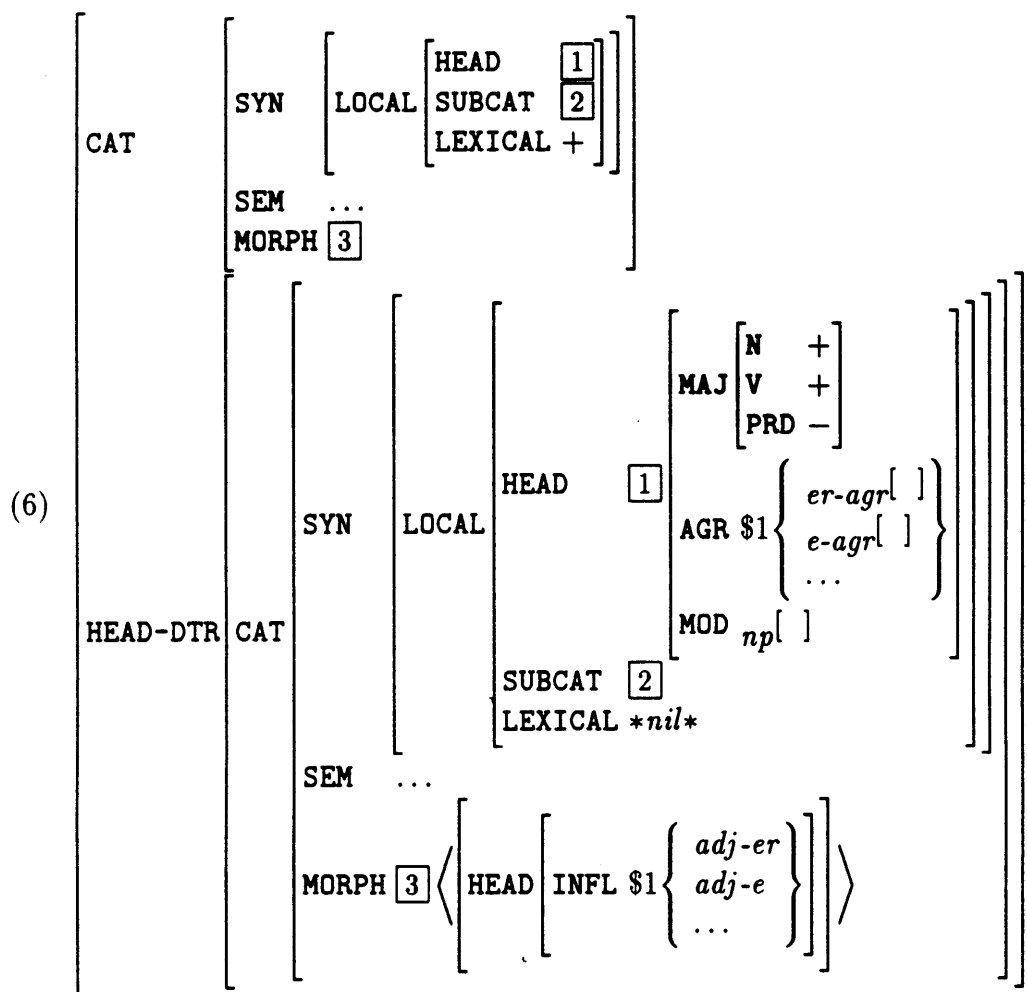 HEAD 1
SYN LOCAL SUBCAT 2
LEXICAL +
CAT
SEM ...
MORPH 3
N +
MAJ V +
PRD −
HEAD 1
er-agr[ ]
(6)
SYN LOCAL
AGR $1 e-agr[ ]
...
HEAD-DTR CAT
MOD np[ ]
SUBCAT 2
LEXICAL *nil*
SEM ...
adj-er
MORPH 3 ⟨ HEAD INFL $1 adj-e ⟩
...